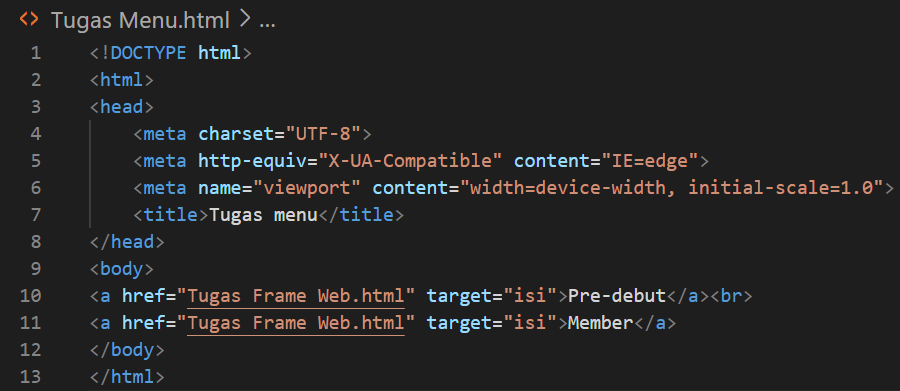 <> Tugas Menu.html > ...
1 <!DOCTYPE html>
2 <html>
3 <head>
4     <meta charset="UTF-8">
5     <meta http-equiv="X-UA-Compatible" content="IE=edge">
6     <meta name="viewport" content="width=device-width, initial-scale=1.0">
7     <title>Tugas menu</title>
8 </head>
9 <body>
10 <a href="Tugas Frame Web.html" target="isi">Pre-debut</a><br>
11 <a href="Tugas Frame Web.html" target="isi">Member</a>
12 </body>
13 </html>